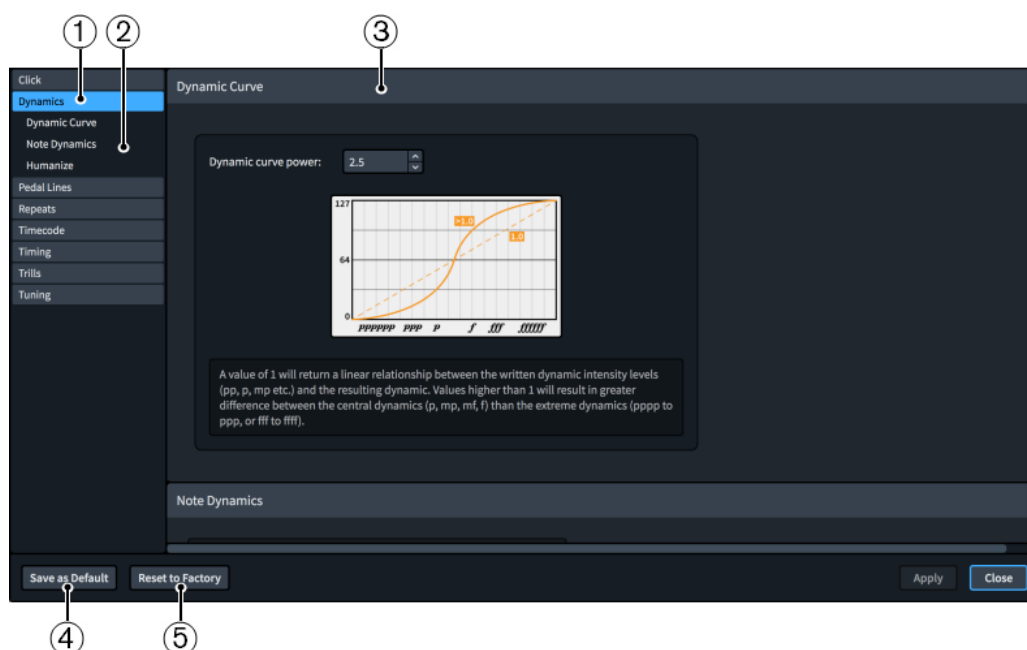 1 2 3
Click
Dynamics
Dynamic Curve
Note Dynamics
Humanize
Pedal Lines
Repeats
Timecode
Timing
Trills
Tuning
Dynamic Curve
Dynamic curve power: 2.5
127
>1.0
1.0
64
0
pppppp ppp p f fff ffffff
A value of 1 will return a linear relationship between the written dynamic intensity levels
(pp, p, mp etc.) and the resulting dynamic. Values higher than 1 will result in greater
difference between the central dynamics (p, mp, mf, f) than the extreme dynamics (pppp to
ppp, or fff to ffff).
Note Dynamics
Save as Default Reset to Factory Apply Close
4 5